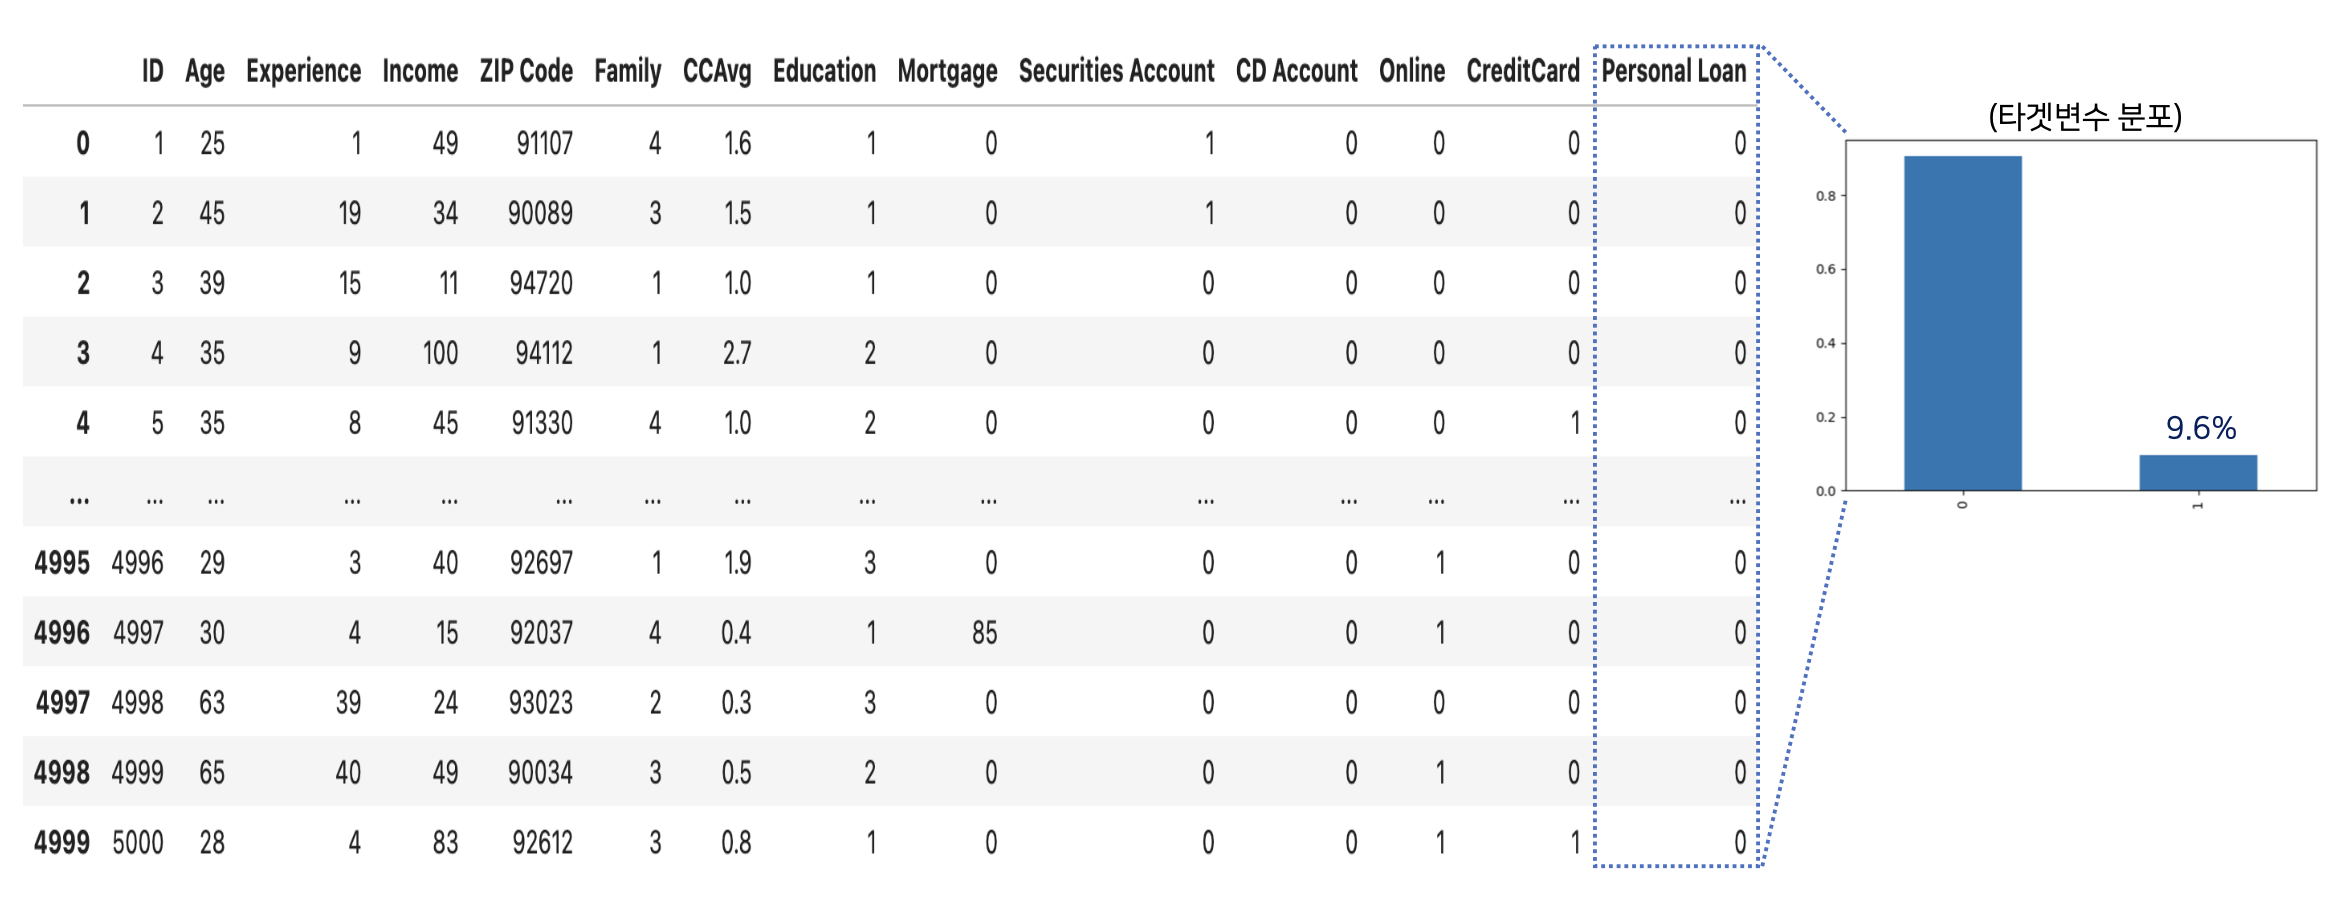 ID Age Experience Income ZIP Code Family CCAvg Education Mortgage Securities Account CD Account Online CreditCard Personal Loan
0 1 25 1 49 91107 4 1.6 1 0 1 0 0 0 0
1 2 45 19 34 90089 3 1.5 1 0 1 0 0 0 0
2 3 39 15 11 94720 1 1.0 1 0 0 0 0 0 0
3 4 35 9 100 94112 1 2.7 2 0 0 0 0 0 0
4 5 35 8 45 91330 4 1.0 2 0 0 0 0 1 0
... ... ... ... ... ... ... ... ... ... ... ... ... ... ...
4995 4996 29 3 40 92697 1 1.9 3 0 0 0 1 0 0
4996 4997 30 4 15 92037 4 0.4 1 85 0 0 1 0 0
4997 4998 63 39 24 93023 2 0.3 3 0 0 0 0 0 0
4998 4999 65 40 49 90034 3 0.5 2 0 0 0 1 0 0
4999 5000 28 4 83 92612 3 0.8 1 0 0 0 1 1 0
(타겟변수 분포)
0.8
0.6
0.4
0.2
0.0
9.6%
0 1